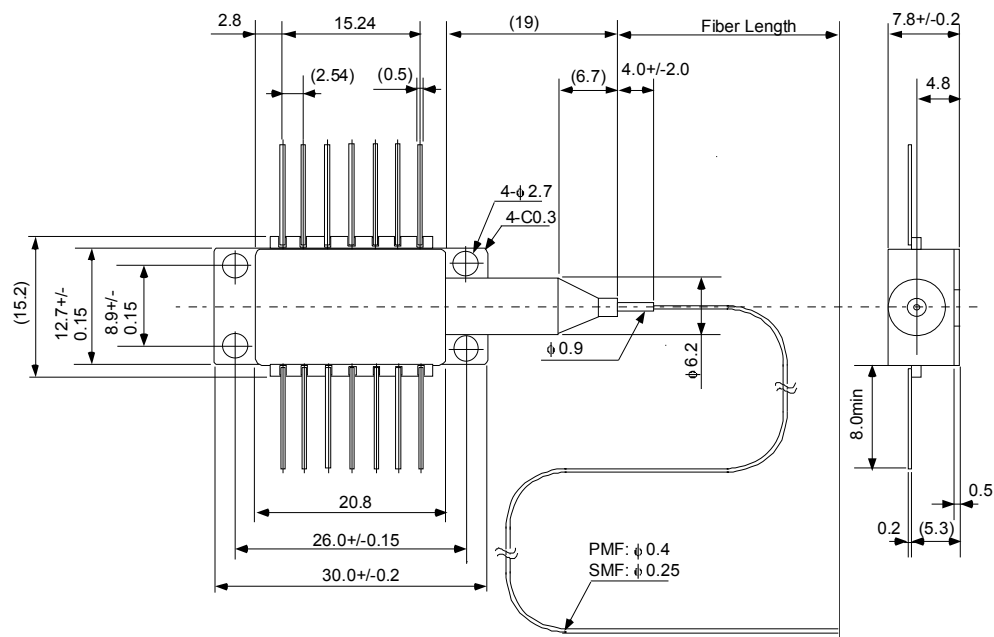 2.8
15.24
(19)
Fiber Length
7.8+/-0.2
(2.54)
(0.5)
(6.7)
4.0+/-2.0
4.8
4-ϕ2.7
4-C0.3
(15.2)
12.7+/-
0.15
8.9+/-
0.15
ϕ0.9
ϕ6.2
8.0min
20.8
0.5
0.2
(5.3)
26.0+/-0.15
PMF: ϕ0.4
SMF: ϕ0.25
30.0+/-0.2